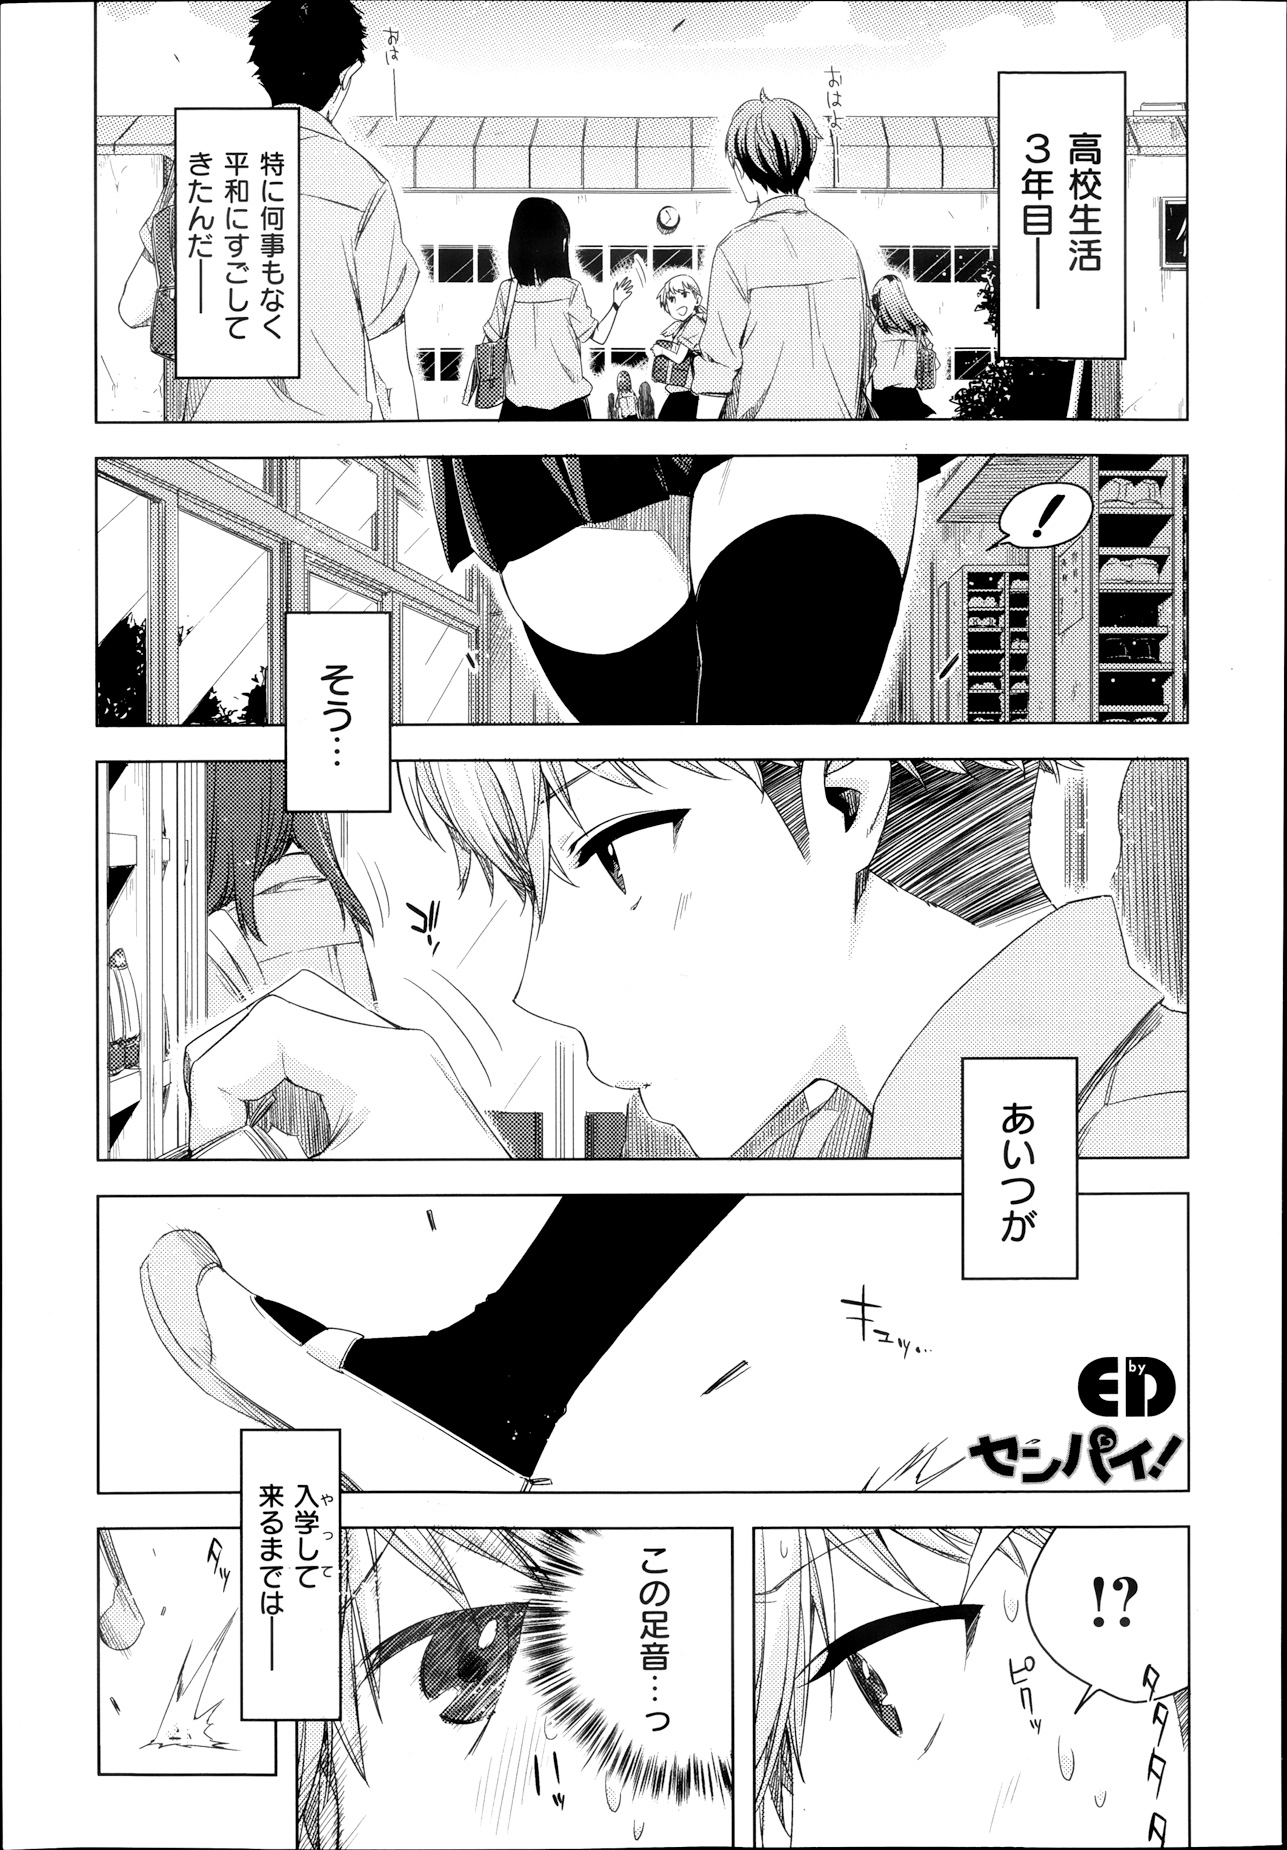 高校生活
3年目――
おはよー
おはー
特に何事もなく
平和にすごして
きたんだ――
!
そう…
ゴ!!
あいつが
キュッ…
ED
by
センパイ!
!?
ピクッ
タタタタ
この足音…っ
入学して
やって
来るまでは――
タッ